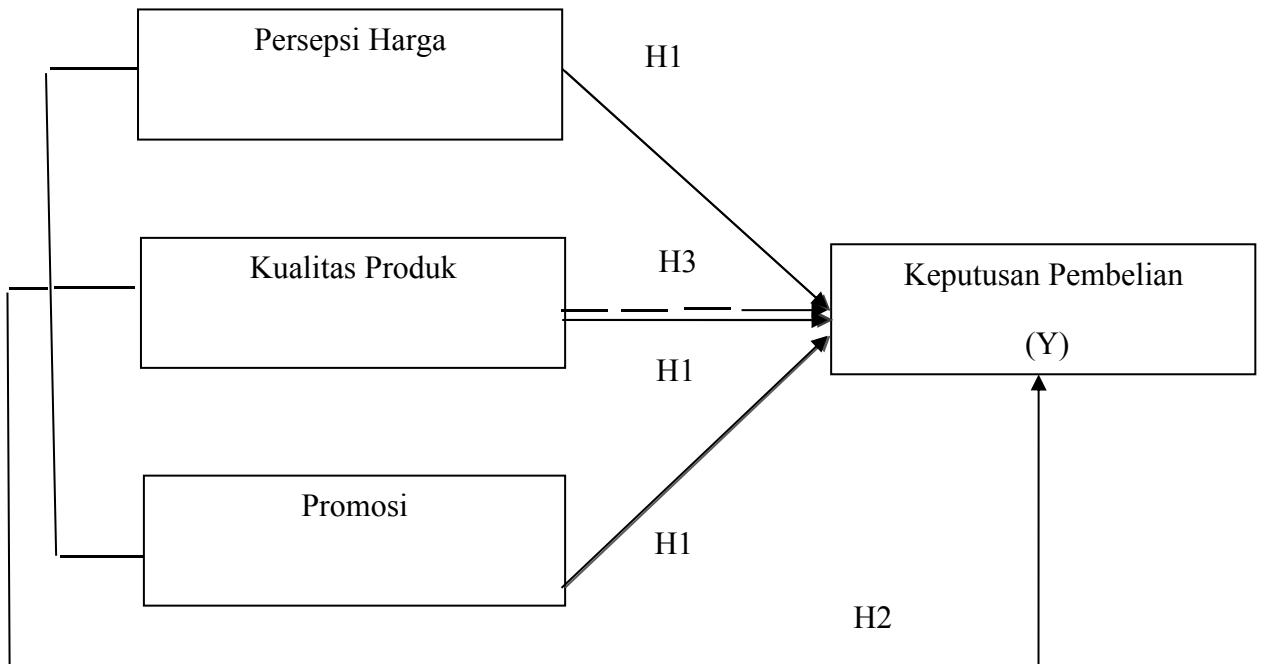 Persepsi Harga
H1
Kualitas Produk
H3
Keputusan Pembelian
(Y)
H1
Promosi
H1
H2